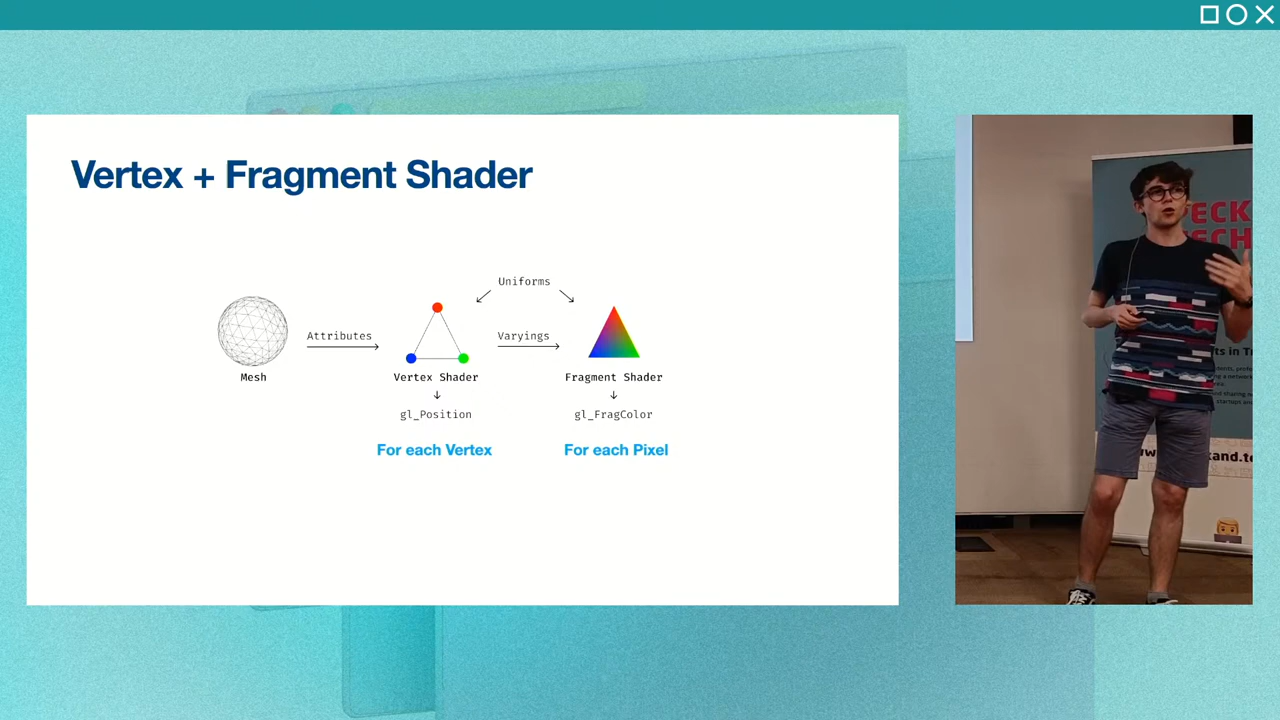 Vertex + Fragment Shader
Uniforms
Attributes
Varyings
Mesh
Vertex Shader
Fragment Shader
gl_Position
gl_FragColor
For each Vertex
For each Pixel